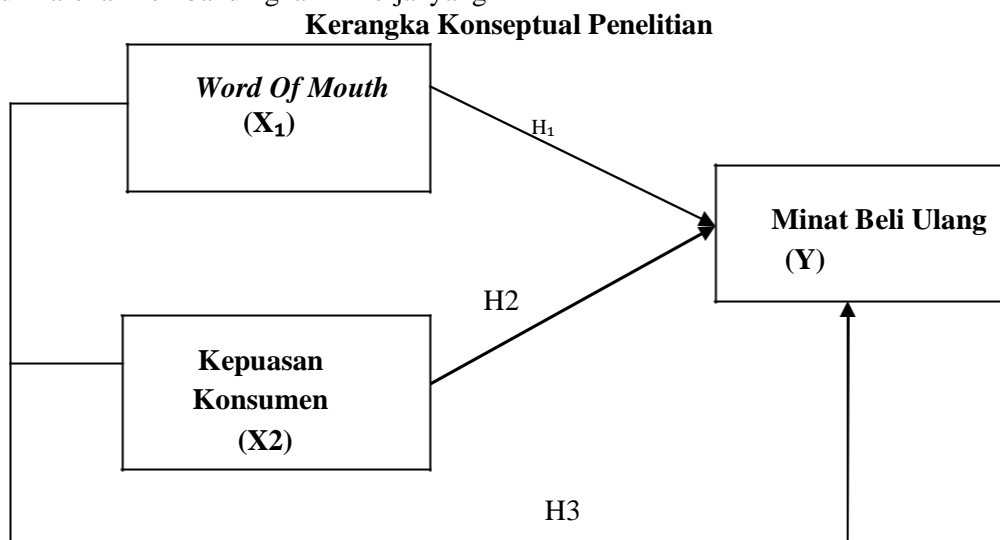 Kerangka Konseptual Penelitian
Word Of Mouth
(X₁)
H₁
Minat Beli Ulang
(Y)
H2
Kepuasan
Konsumen
(X2)
H3